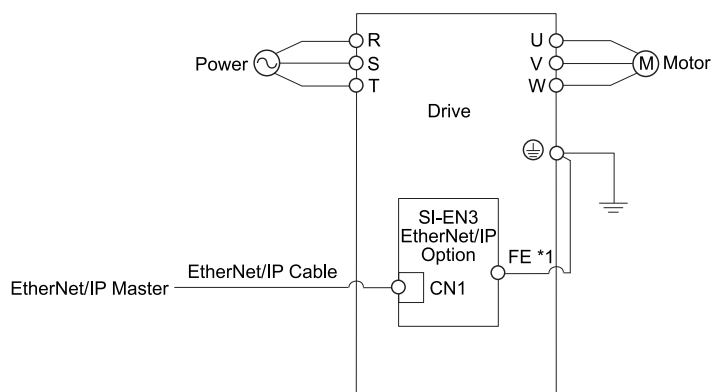 R
U
Power
S
V
M
Motor
T
W
Drive
SI-EN3
EtherNet/IP
Option
FE *1
EtherNet/IP Cable
EtherNet/IP Master
CN1